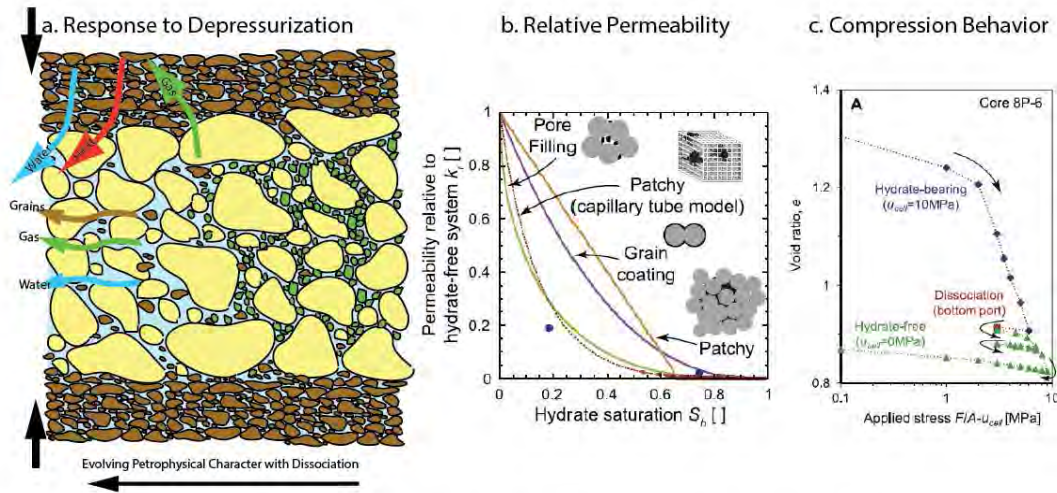 a. Response to Depressurization
Gas
Water
Heat
Grains
Gas
Water
Evolving Petrophysical Character with Dissociation
b. Relative Permeability
Permeability relative to
hydrate-free system k [ ]
1
0.8
0.6
0.4
0.2
0
0
0.2
0.4
0.6
0.8
1
Pore
Filling
Patchy
(capillary tube model)
Grain
coating
Patchy
Hydrate saturation Sh [ ]
c. Compression Behavior
A
Core 8P-6
Void ratio, e
1.4
1.2
1
0.8
0.1
1
10
Hydrate-bearing
(ucell=10MPa)
Dissociation
(bottom port)
Hydrate-free
(ucell=0MPa)
Applied stress F/A-ucell [MPa]